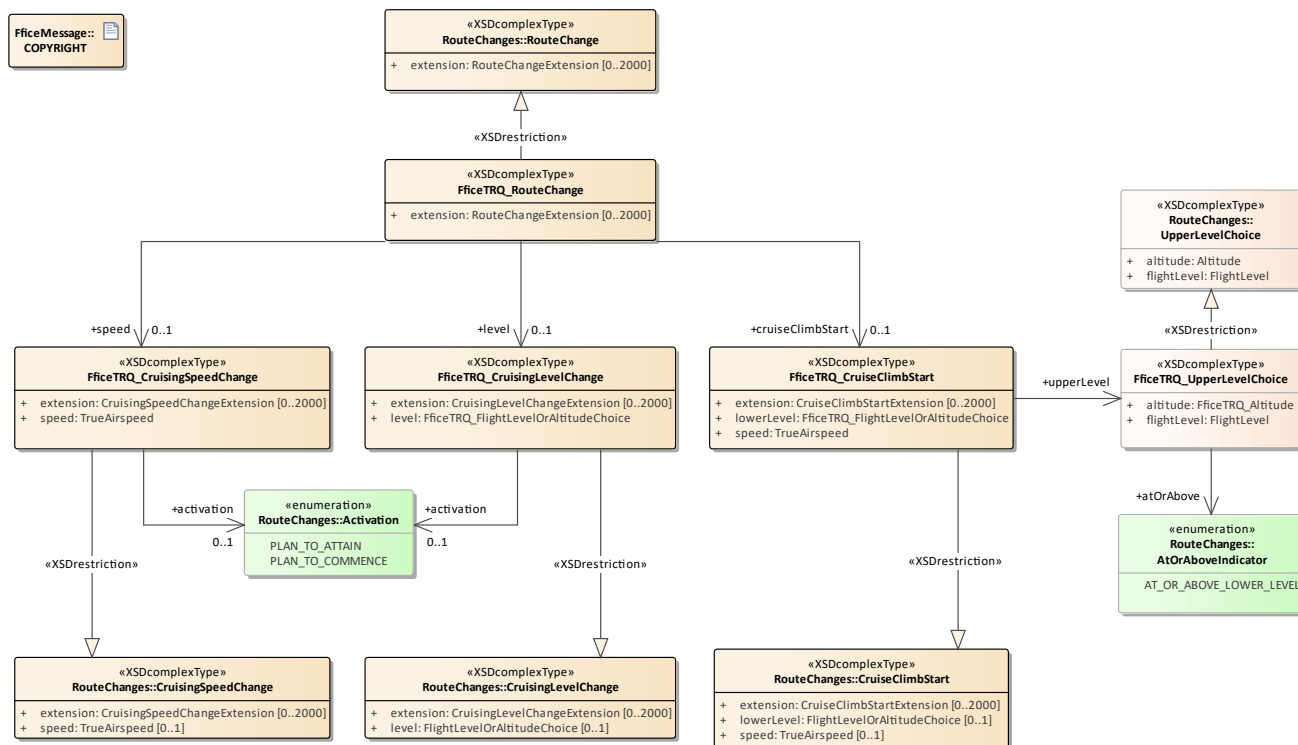 FficeMessage::
COPYRIGHT
«XSDcomplexType»
RouteChanges::RouteChange
+ extension: RouteChangeExtension [0..2000]
«XSDrestriction»
«XSDcomplexType»
FficeTRQ_RouteChange
+ extension: RouteChangeExtension [0..2000]
«XSDcomplexType»
RouteChanges::
UpperLevelChoice
+ altitude: Altitude
+ flightLevel: FlightLevel
«XSDrestriction»
+speed 0..1
+level 0..1
+cruiseClimbStart 0..1
«XSDcomplexType»
FficeTRQ_CruisingSpeedChange
+ extension: CruisingSpeedChangeExtension [0..2000]
+ speed: TrueAirspeed
«XSDcomplexType»
FficeTRQ_CruisingLevelChange
+ extension: CruisingLevelChangeExtension [0..2000]
+ level: FficeTRQ_FlightLevelOrAltitudeChoice
«XSDcomplexType»
FficeTRQ_CruiseClimbStart
+ extension: CruiseClimbStartExtension [0..2000]
+ lowerLevel: FficeTRQ_FlightLevelOrAltitudeChoice
+ speed: TrueAirspeed
+upperLevel
«XSDcomplexType»
FficeTRQ_UpperLevelChoice
+ altitude: FficeTRQ_Altitude
+ flightLevel: FlightLevel
+activation
0..1
«enumeration»
RouteChanges::Activation
PLAN_TO_ATTAIN
PLAN_TO_COMMENCE
+activation
0..1
+atOrAbove
«enumeration»
RouteChanges::
AtOrAboveIndicator
AT_OR_ABOVE_LOWER_LEVEL
«XSDrestriction»
«XSDrestriction»
«XSDrestriction»
«XSDcomplexType»
RouteChanges::CruisingSpeedChange
+ extension: CruisingSpeedChangeExtension [0..2000]
+ speed: TrueAirspeed [0..1]
«XSDcomplexType»
RouteChanges::CruisingLevelChange
+ extension: CruisingLevelChangeExtension [0..2000]
+ level: FlightLevelOrAltitudeChoice [0..1]
«XSDcomplexType»
RouteChanges::CruiseClimbStart
+ extension: CruiseClimbStartExtension [0..2000]
+ lowerLevel: FlightLevelOrAltitudeChoice [0..1]
+ speed: TrueAirspeed [0..1]